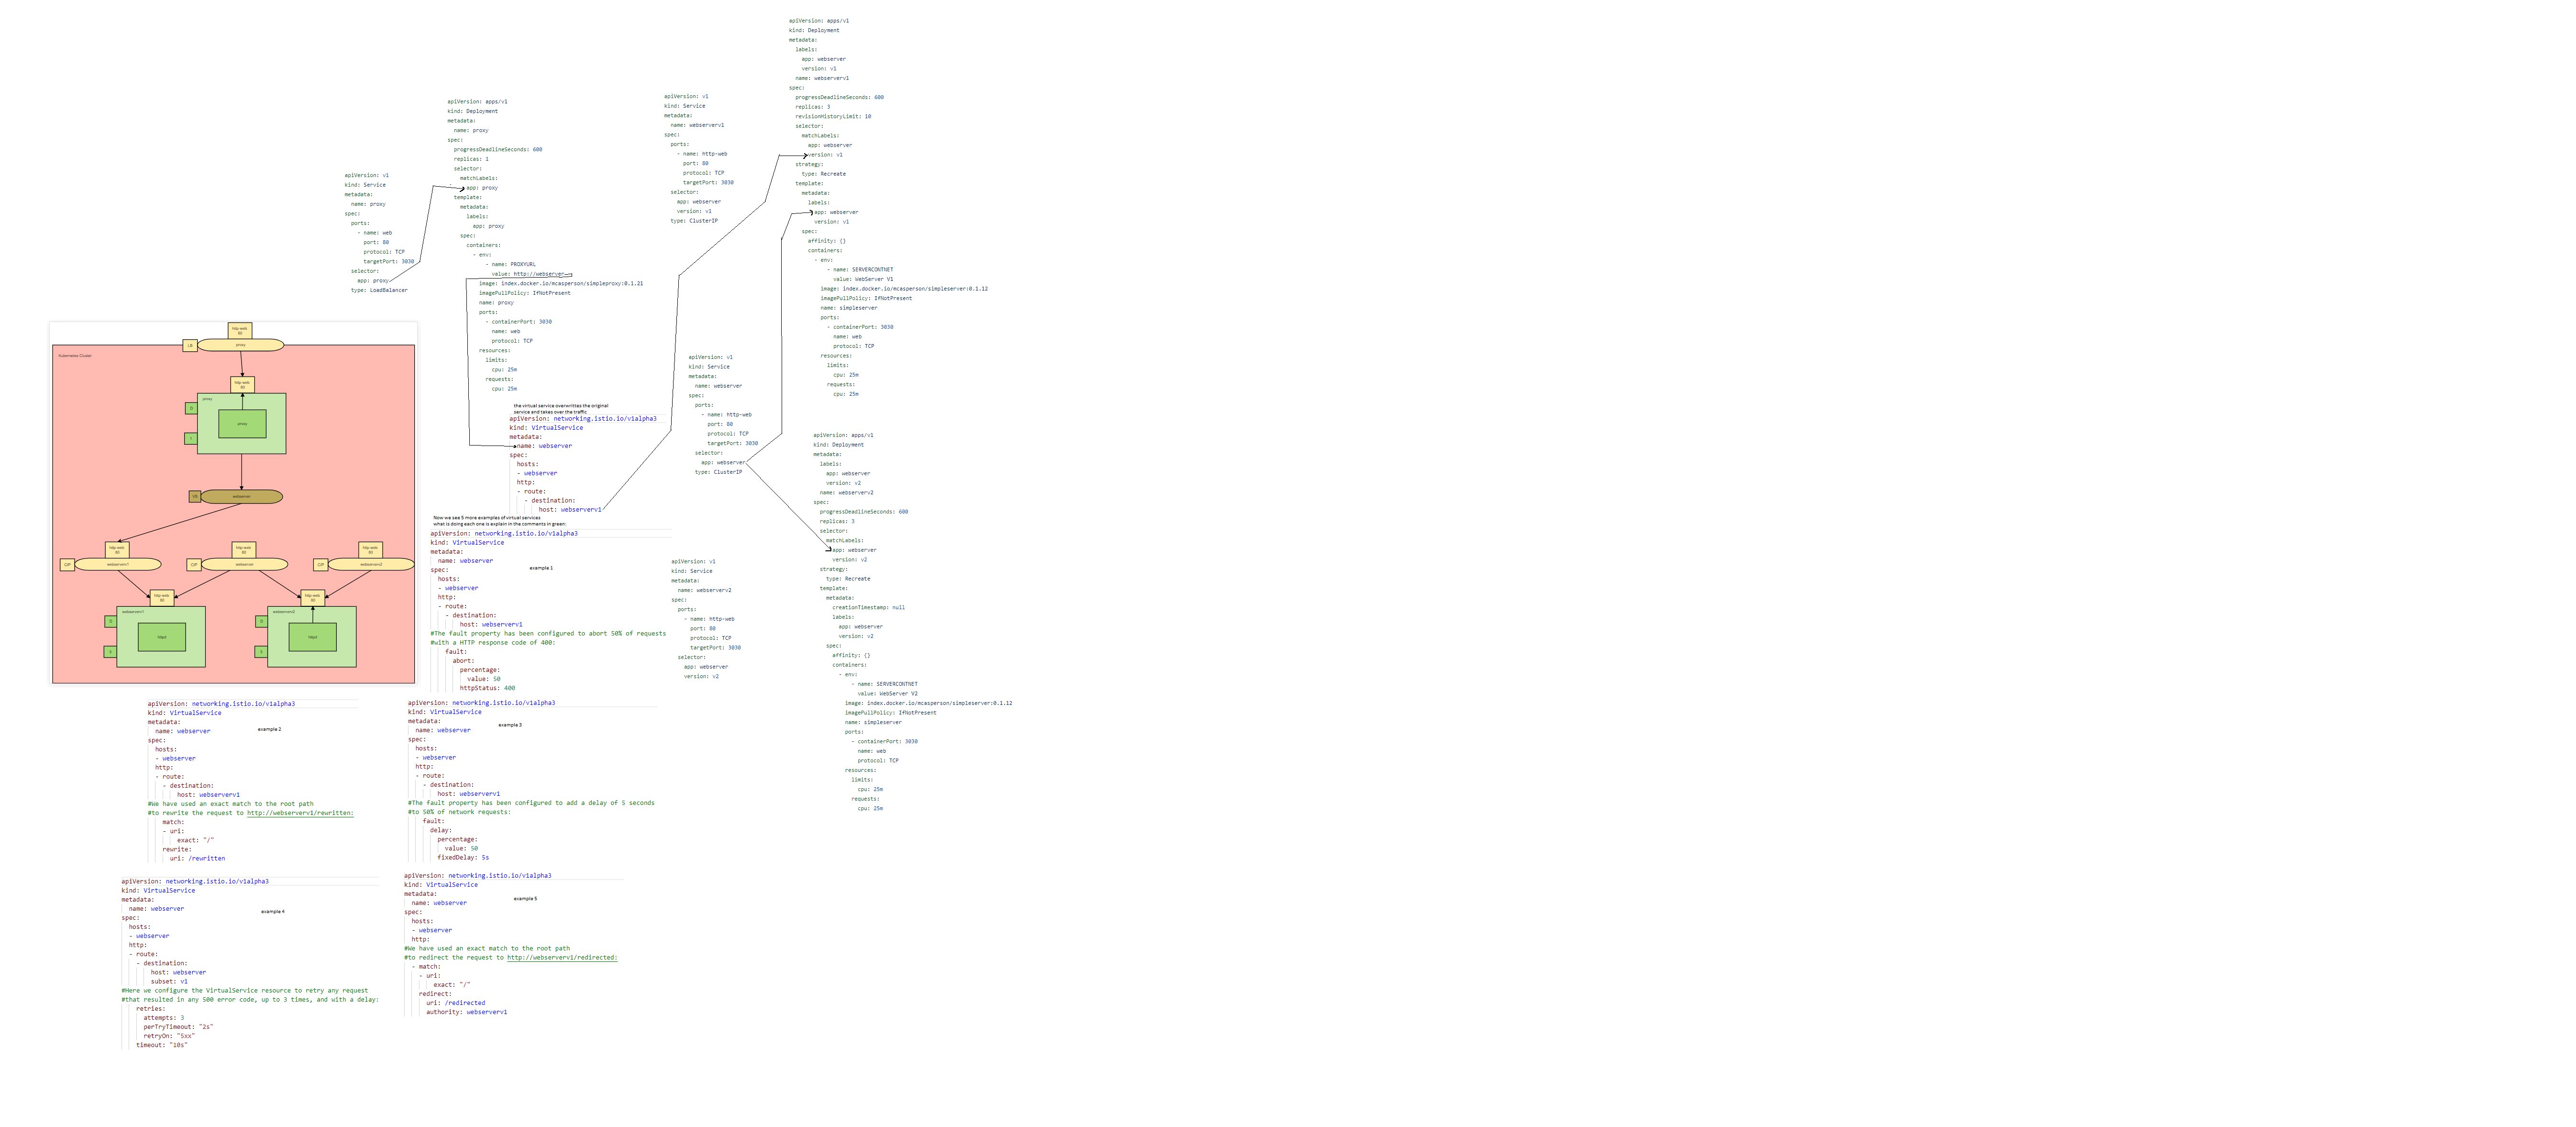 apiVersion: v1
kind: Service
metadata:
name: proxy
spec:
ports:
- name: web
port: 80
protocol: TCP
targetPort: 3030
selector:
app: proxy
type: LoadBalancer
apiVersion: apps/v1
kind: Deployment
metadata:
name: proxy
spec:
progressDeadlineSeconds: 600
replicas: 1
selector:
matchLabels:
app: proxy
template:
metadata:
labels:
app: proxy
spec:
containers:
- env:
- name: PROXYURL
value: http://webserver
image: index.docker.io/mcasperson/simpleproxy:0.1.21
imagePullPolicy: IfNotPresent
name: proxy
ports:
- containerPort: 3030
name: web
protocol: TCP
resources:
limits:
cpu: 25m
requests:
cpu: 25m
apiVersion: v1
kind: Service
metadata:
name: webserverv1
spec:
ports:
- name: http-web
port: 80
protocol: TCP
targetPort: 3030
selector:
app: webserver
version: v1
type: ClusterIP
apiVersion: apps/v1
kind: Deployment
metadata:
labels:
app: webserver
version: v1
name: webserverv1
spec:
progressDeadlineSeconds: 600
replicas: 3
revisionHistoryLimit: 10
selector:
matchLabels:
app: webserver
version: v1
strategy:
type: Recreate
template:
metadata:
labels:
app: webserver
version: v1
spec:
affinity: {}
containers:
- env:
- name: SERVERCONTNET
value: WebServer V1
image: index.docker.io/mcasperson/simpleserver:0.1.12
imagePullPolicy: IfNotPresent
name: simpleserver
ports:
- containerPort: 3030
name: web
protocol: TCP
resources:
limits:
cpu: 25m
requests:
cpu: 25m
apiVersion: v1
kind: Service
metadata:
name: webserver
spec:
ports:
- name: http-web
port: 80
protocol: TCP
targetPort: 3030
selector:
app: webserver
type: ClusterIP
apiVersion: apps/v1
kind: Deployment
metadata:
labels:
app: webserver
version: v2
name: webserverv2
spec:
progressDeadlineSeconds: 600
replicas: 3
selector:
matchLabels:
app: webserver
version: v2
strategy:
type: Recreate
template:
metadata:
creationTimestamp: null
labels:
app: webserver
version: v2
spec:
affinity: {}
containers:
- env:
- name: SERVERCONTNET
value: WebServer V2
image: index.docker.io/mcasperson/simpleserver:0.1.12
imagePullPolicy: IfNotPresent
name: simpleserver
ports:
- containerPort: 3030
name: web
protocol: TCP
resources:
limits:
cpu: 25m
requests:
cpu: 25m
apiVersion: v1
kind: Service
metadata:
name: webserverv2
spec:
ports:
- name: http-web
port: 80
protocol: TCP
targetPort: 3030
selector:
app: webserver
version: v2
http-web
80
LB
proxy
Kubernetes Cluster
http-web
80
proxy
D
proxy
1
VS
webserver
http-web
80
http-web
80
http-web
80
CIP
webserverv1
CIP
webserver
CIP
webserverv2
http-web
80
http-web
80
webserverv1
webserverv2
D
httpd
D
httpd
the virtual service overwrittes the original
service and takes over the traffic
apiVersion: networking.istio.io/v1alpha3
kind: VirtualService
metadata:
name: webserver
spec:
hosts:
- webserver
http:
- route:
- destination:
host: webserverv1
Now we see 5 more examples of virtual services
what is doing each one is explain in the comments in green:
apiVersion: networking.istio.io/v1alpha3
kind: VirtualService
metadata:
name: webserver
spec:
example 1
hosts:
- webserver
http:
- route:
- destination:
host: webserverv1
#The fault property has been configured to abort 50% of requests
#with a HTTP response code of 400:
fault:
abort:
percentage:
value: 50
httpStatus: 400
apiVersion: networking.istio.io/v1alpha3
kind: VirtualService
metadata:
name: webserver
example 2
spec:
hosts:
- webserver
http:
- route:
- destination:
host: webserverv1
#We have used an exact match to the root path
#to rewrite the request to http://webserverv1/rewritten:
match:
- uri:
exact: "/"
rewrite:
uri: /rewritten
apiVersion: networking.istio.io/v1alpha3
kind: VirtualService
metadata:
example 3
name: webserver
spec:
hosts:
- webserver
http:
- route:
- destination:
host: webserverv1
#The fault property has been configured to add a delay of 5 seconds
#to 50% of network requests:
fault:
delay:
percentage:
value: 50
fixedDelay: 5s
apiVersion: networking.istio.io/v1alpha3
kind: VirtualService
metadata:
name: webserver
example 4
spec:
hosts:
- webserver
http:
- route:
- destination:
host: webserver
subset: v1
#Here we configure the VirtualService resource to retry any request
#that resulted in any 500 error code, up to 3 times, and with a delay:
retries:
attempts: 3
perTryTimeout: "2s"
retryOn: "5xx"
timeout: "10s"
apiVersion: networking.istio.io/v1alpha3
kind: VirtualService
metadata:
example 5
name: webserver
spec:
hosts:
- webserver
http:
#We have used an exact match to the root path
#to redirect the request to http://webserverv1/redirected:
- match:
- uri:
exact: "/"
redirect:
uri: /redirected
authority: webserverv1